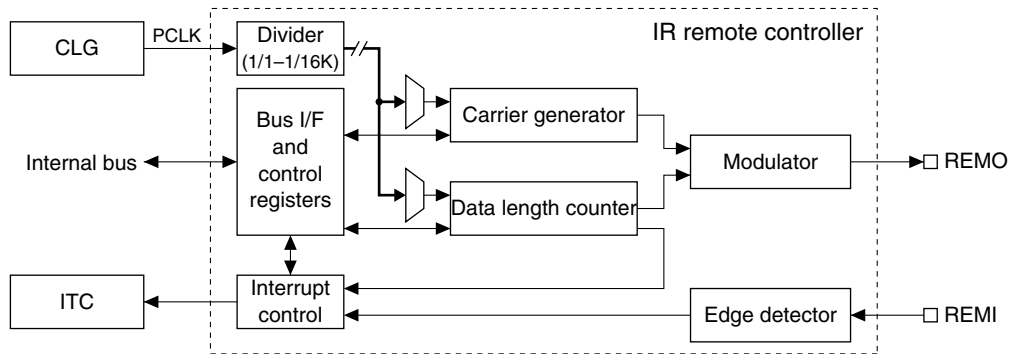 IR remote controller
CLG
PCLK
Divider
(1/1–1/16K)
Bus I/F
and
control
registers
Carrier generator
Internal bus
Modulator
REMO
Data length counter
ITC
Interrupt
control
Edge detector
REMI